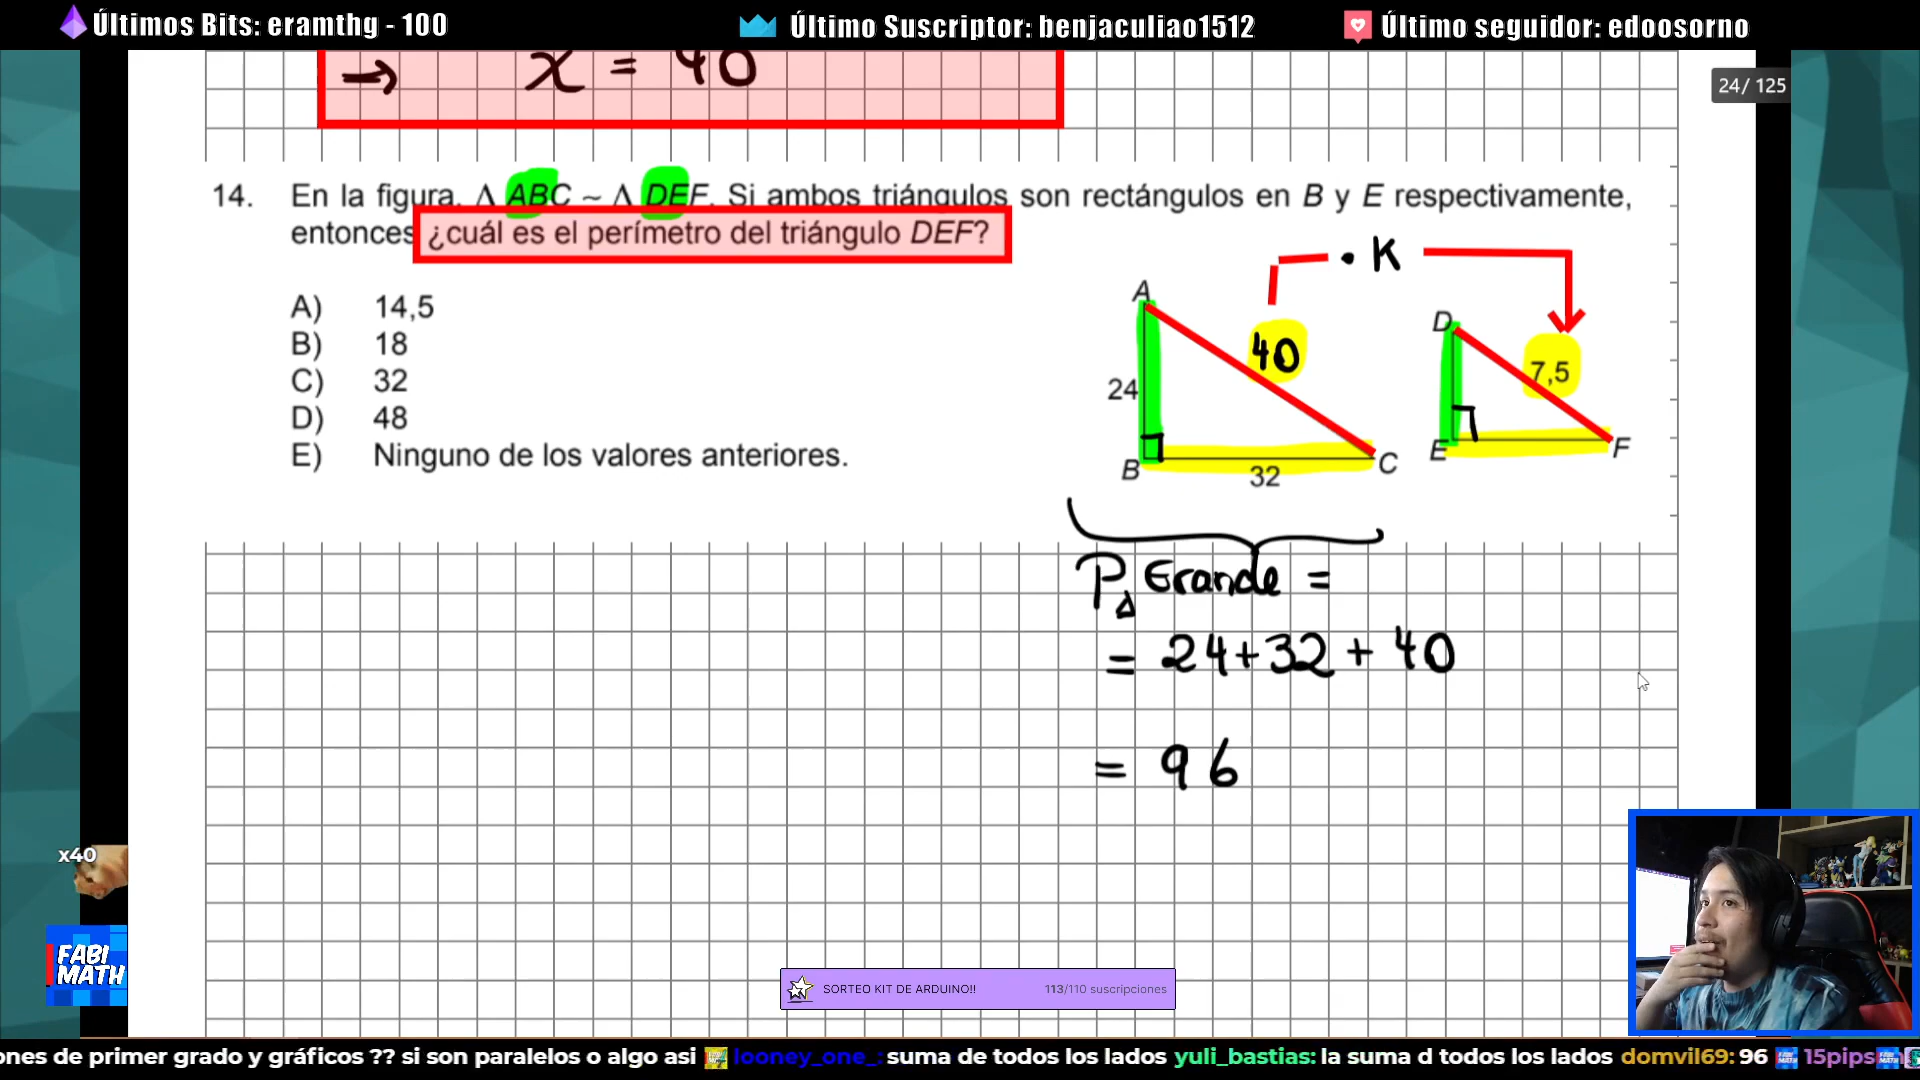 Últimos Bits: eramthg - 100
Último Suscriptor: benjaculiao1512
Último seguidor: edoosorno
→ x = 40
24/ 125
14. En la figura, Δ ABC ~ Δ DEF. Si ambos triángulos son rectángulos en B y E respectivamente,
entonces ¿cuál es el perímetro del triángulo DEF?
A) 14,5
B) 18
C) 32
D) 48
E) Ninguno de los valores anteriores.
• K
A
40
24
B
32
C
D
7,5
E
F
PΔ Grande =
= 24+32 + 40
= 96
x40
FABI
MATH
SORTEO KIT DE ARDUINO!! 113/110 suscripciones
ones de primer grado y gráficos ?? si son paralelos o algo asi looney_one_: suma de todos los lados yuli_bastias: la suma d todos los lados domvil69: 96 15pips